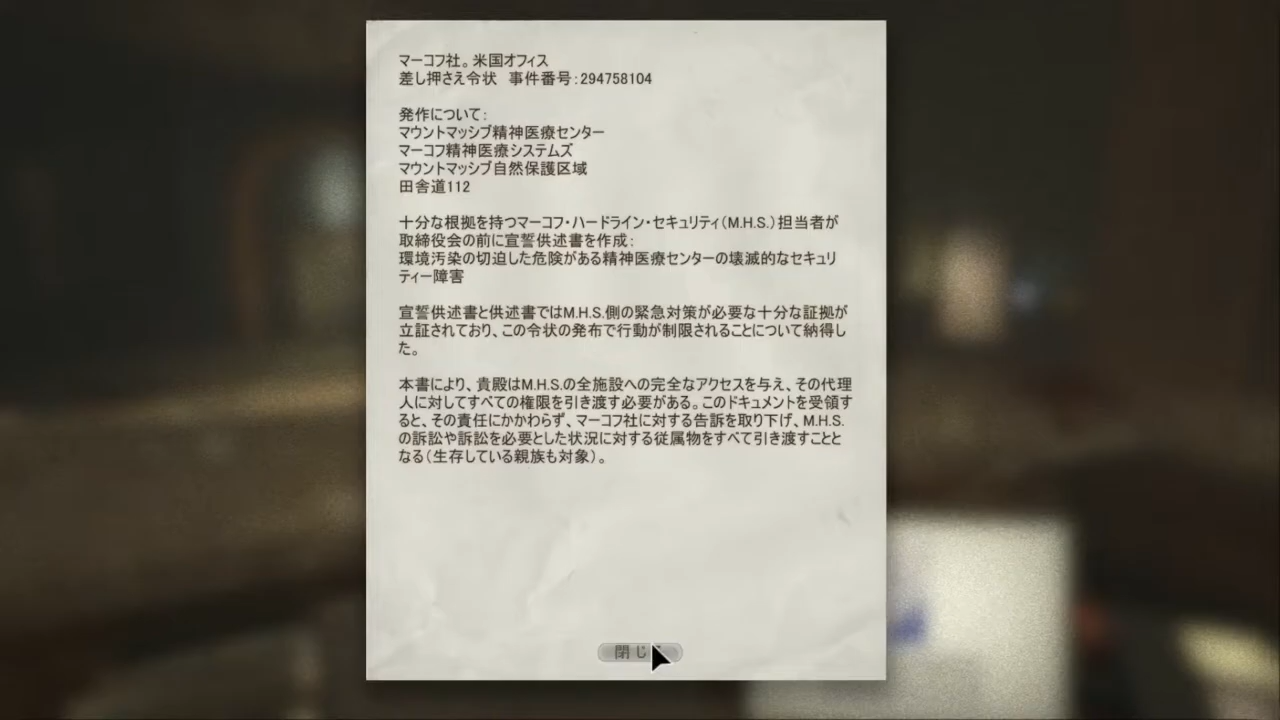 マーコフ社。米国オフィス
差し押さえ令状 事件番号:294758104
発作について:
マウントマッシブ精神医療センター
マーコフ精神医療システムズ
マウントマッシブ自然保護区域
田舎道112
十分な根拠を持つマーコフ・ハードライン・セキュリティ(M.H.S.)担当者が
取締役会の前に宣誓供述書を作成:
環境汚染の切迫した危険がある精神医療センターの壊滅的なセキュリ
ティー障害
宣誓供述書と供述書ではM.H.S.側の緊急対策が必要な十分な証拠が
立証されており、この令状の発布で行動が制限されることについて納得し
た。
本書により、貴殿はM.H.S.の全施設への完全なアクセスを与え、その代理
人に対してすべての権限を引き渡す必要がある。このドキュメントを受領す
ると、その責任にかかわらず、マーコフ社に対する告訴を取り下げ、M.H.S.
の訴訟や訴訟を必要とした状況に対する従属物をすべて引き渡すことと
なる(生存している親族も対象)。
閉じ